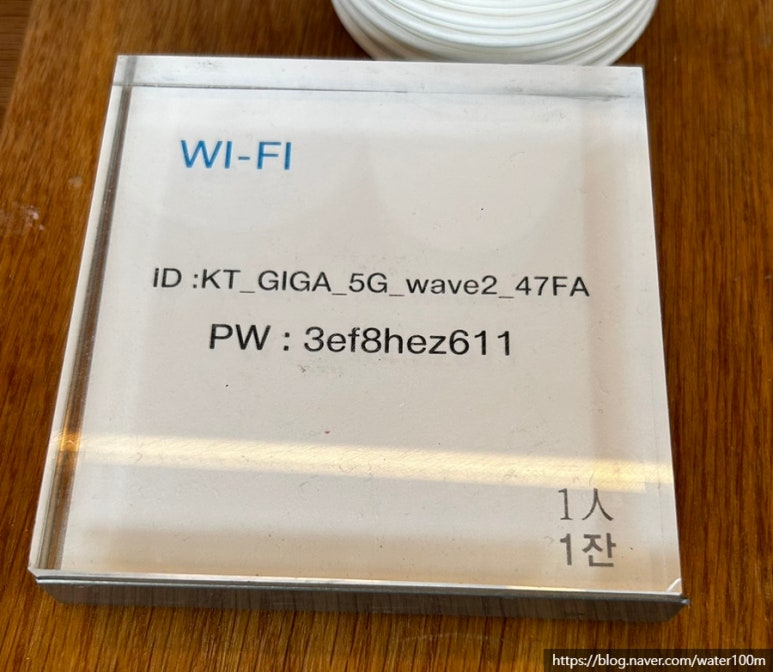 WI-FI
ID :KT_GIGA_5G_wave2_47FA
PW : 3ef8hez611
1人
1잔
https://blog.naver.com/water100m